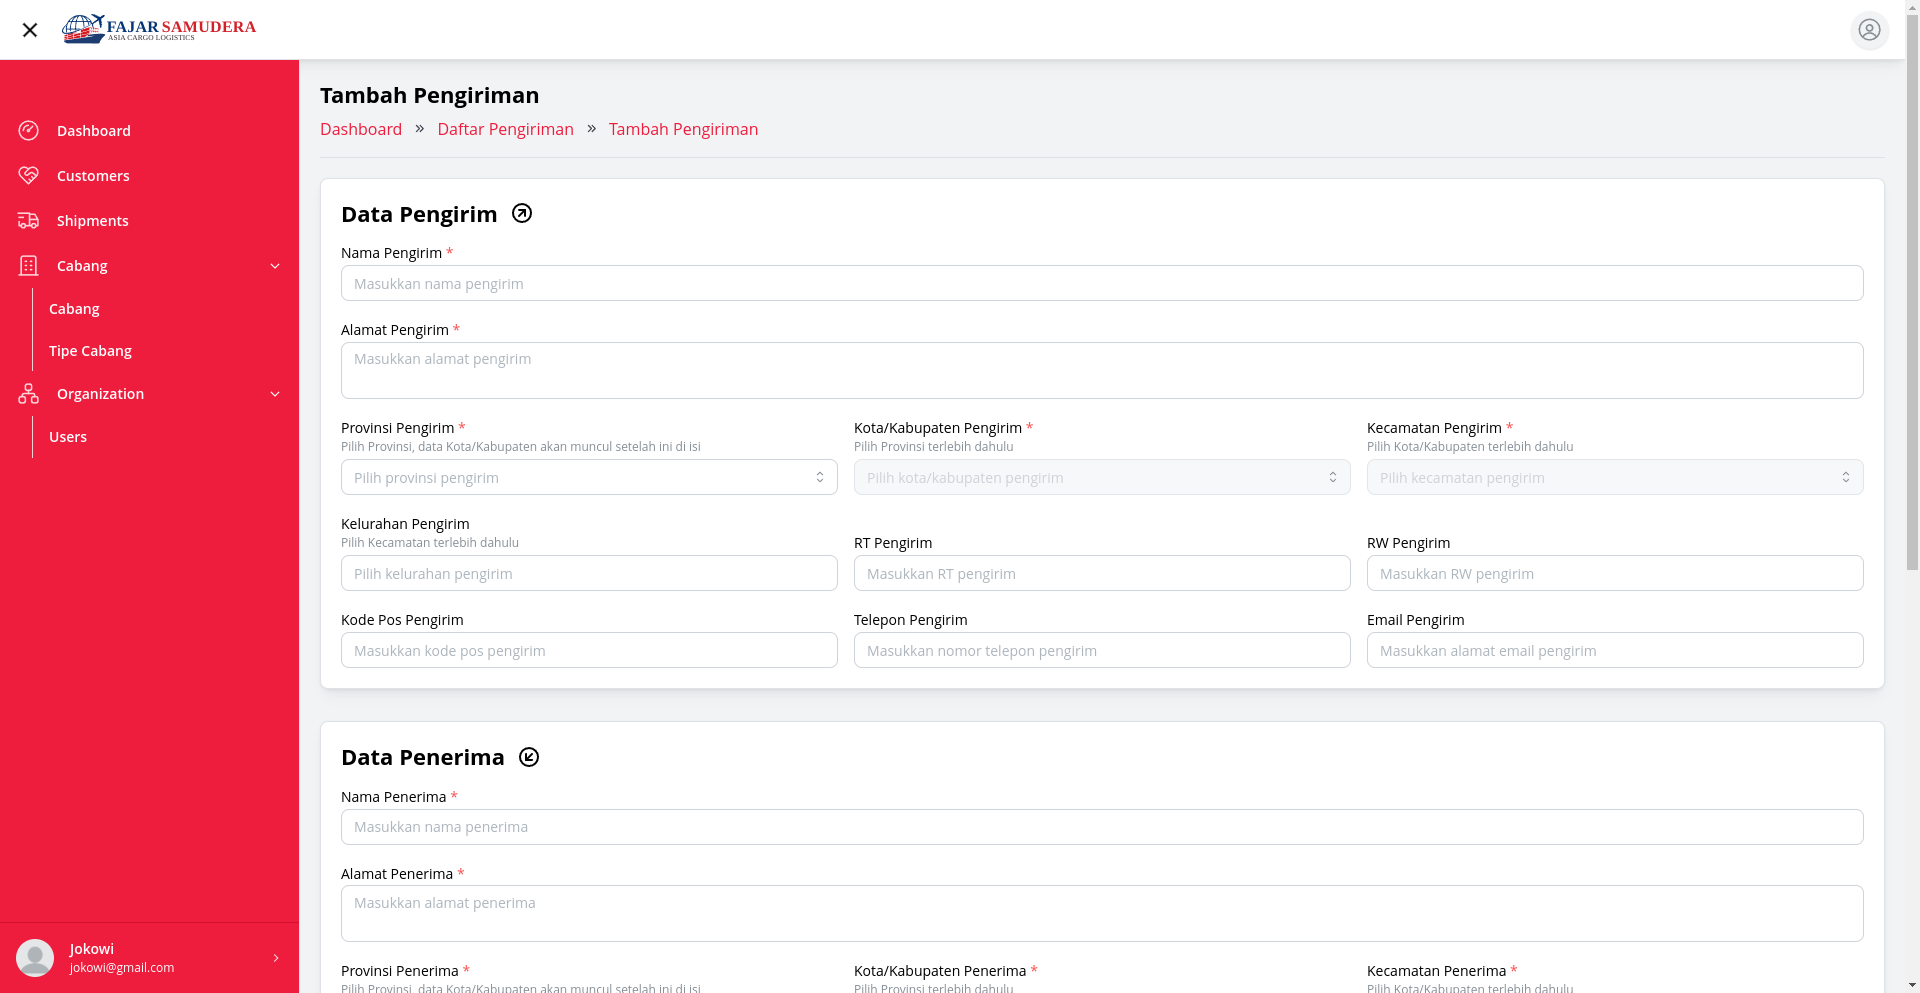 FAJAR SAMUDERA
ASIA CARGO LOGISTICS
Dashboard
Customers
Shipments
Cabang
Cabang
Tipe Cabang
Organization
Users
Jokowi
jokowi@gmail.com
Tambah Pengiriman
Dashboard » Daftar Pengiriman » Tambah Pengiriman
Data Pengirim
Nama Pengirim *
Masukkan nama pengirim
Alamat Pengirim *
Masukkan alamat pengirim
Provinsi Pengirim *
Pilih Provinsi, data Kota/Kabupaten akan muncul setelah ini di isi
Pilih provinsi pengirim
Kota/Kabupaten Pengirim *
Pilih Provinsi terlebih dahulu
Pilih kota/kabupaten pengirim
Kecamatan Pengirim *
Pilih Kota/Kabupaten terlebih dahulu
Pilih kecamatan pengirim
Kelurahan Pengirim
Pilih Kecamatan terlebih dahulu
Pilih kelurahan pengirim
RT Pengirim
Masukkan RT pengirim
RW Pengirim
Masukkan RW pengirim
Kode Pos Pengirim
Masukkan kode pos pengirim
Telepon Pengirim
Masukkan nomor telepon pengirim
Email Pengirim
Masukkan alamat email pengirim
Data Penerima
Nama Penerima *
Masukkan nama penerima
Alamat Penerima *
Masukkan alamat penerima
Provinsi Penerima *
Pilih Provinsi, data Kota/Kabupaten akan muncul setelah ini di isi
Kota/Kabupaten Penerima *
Pilih Provinsi terlebih dahulu
Kecamatan Penerima *
Pilih Kota/Kabupaten terlebih dahulu